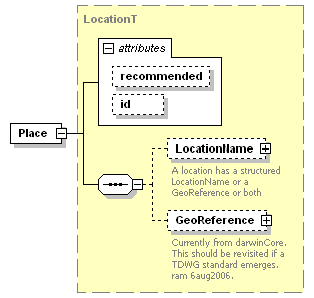 LocationT
attributes
recommended
id
Place
LocationName
A location has a structured
LocationName or a
GeoReference or both
GeoReference
Currently from darwinCore.
This should be revisited if a
TDWG standard emerges.
ram 6aug2006.